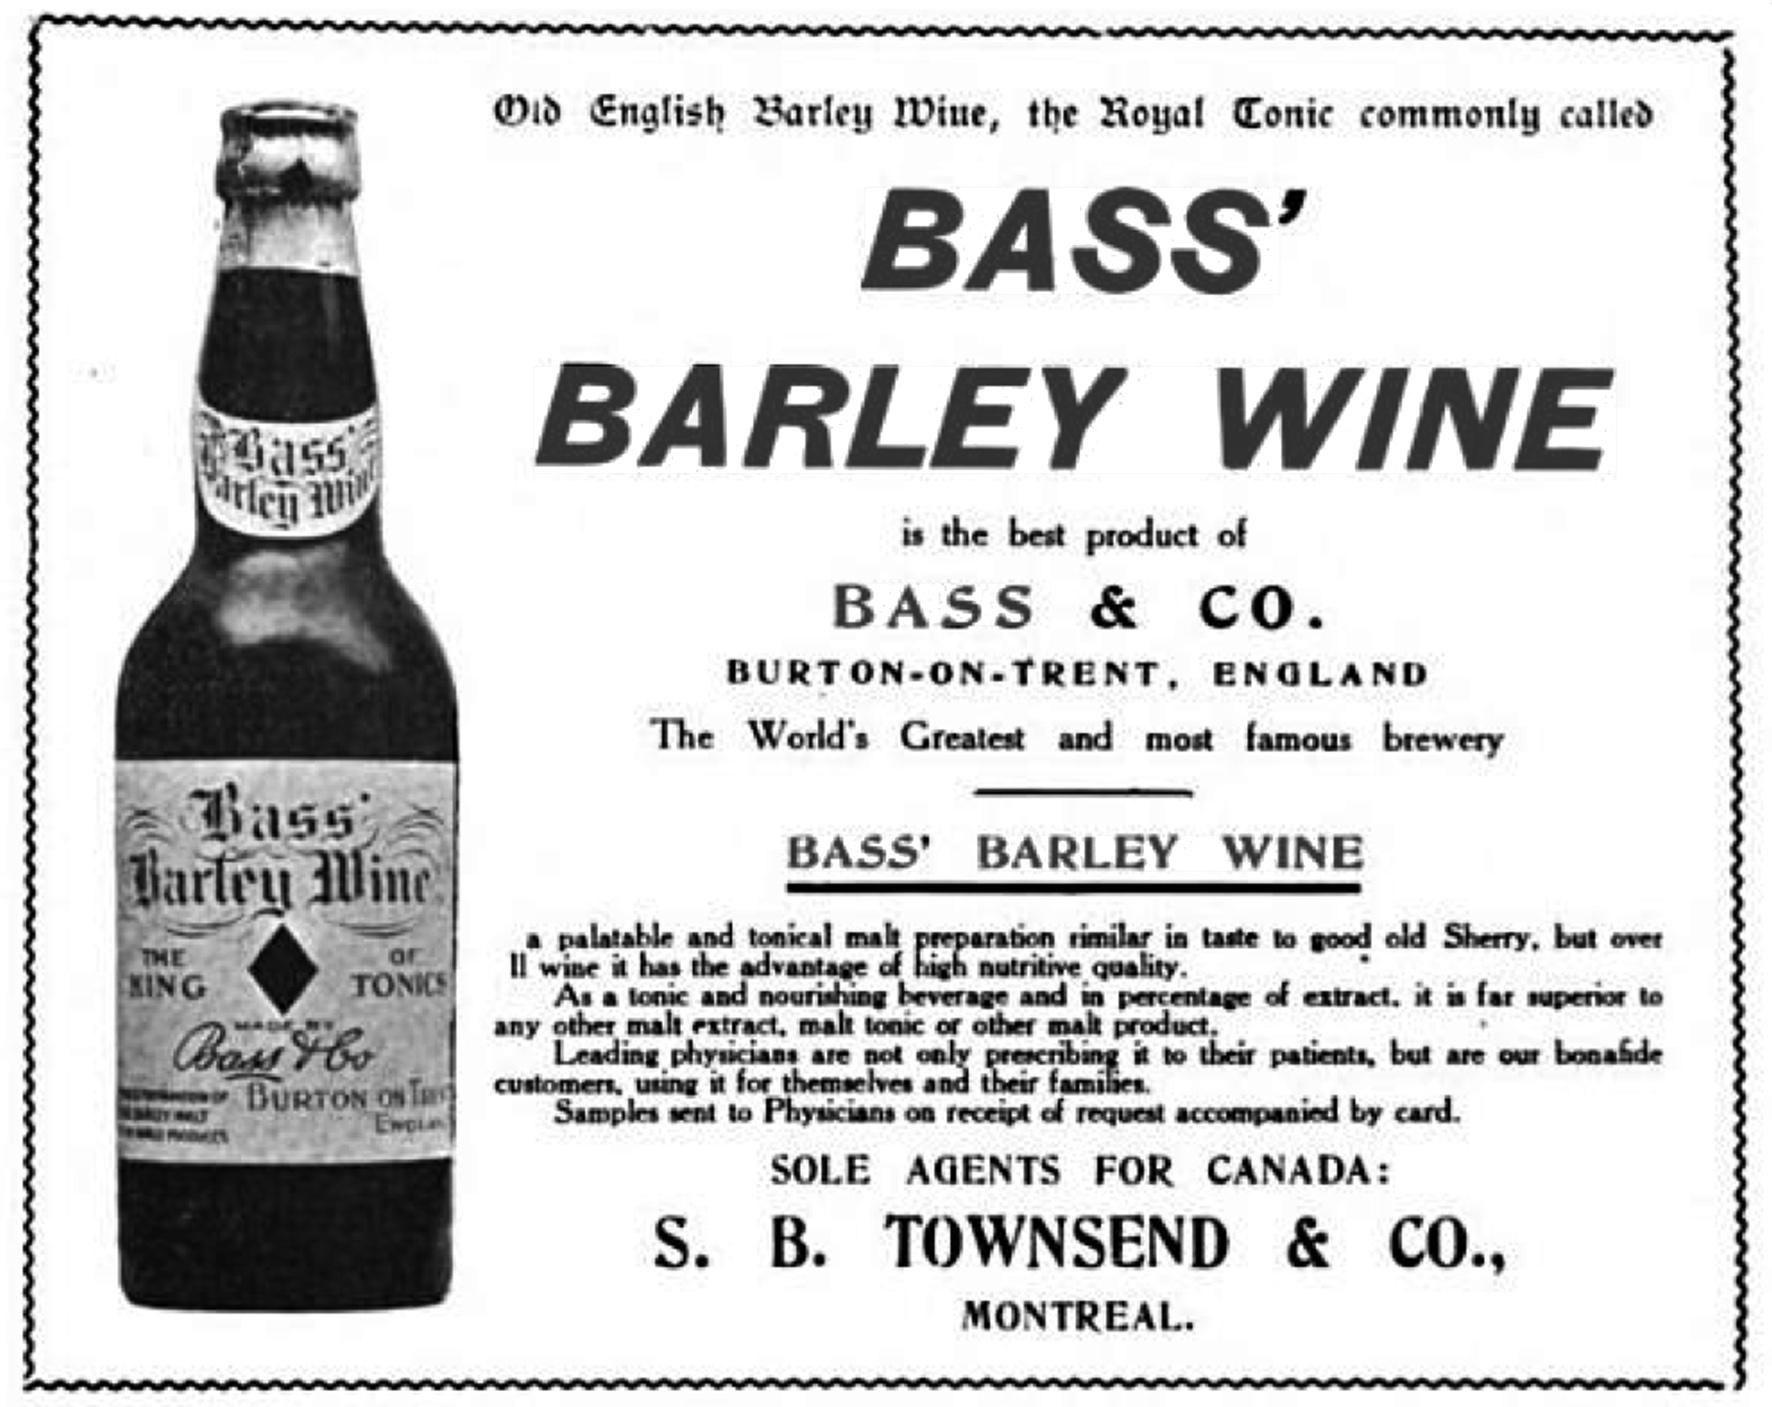 Old English Barley Wine, the Royal Tonic commonly called
BASS'
BARLEY WINE
is the best product of
BASS & CO.
BURTON-ON-TRENT, ENGLAND
The World's Greatest and most famous brewery
BASS' BARLEY WINE
a palatable and tonical malt preparation rimilar in taste to good old Sherry, but over
ll wine it has the advantage of high nutritive quality.
As a tonic and nourishing beverage and in percentage of extract, it is far superior to
any other malt extract, malt tonic or other malt product.
Leading physicians are not only prescribing it to their patients, but are our bonafide
customers, using it for themselves and their families.
Samples sent to Physicians on receipt of request accompanied by card.
SOLE AGENTS FOR CANADA:
S. B. TOWNSEND & CO.,
MONTREAL.
Bass'
Barley Wine
Bass'
Barley Wine
THE OF
KING TONICS
MADE BY
Bass & Co
BURTON ON